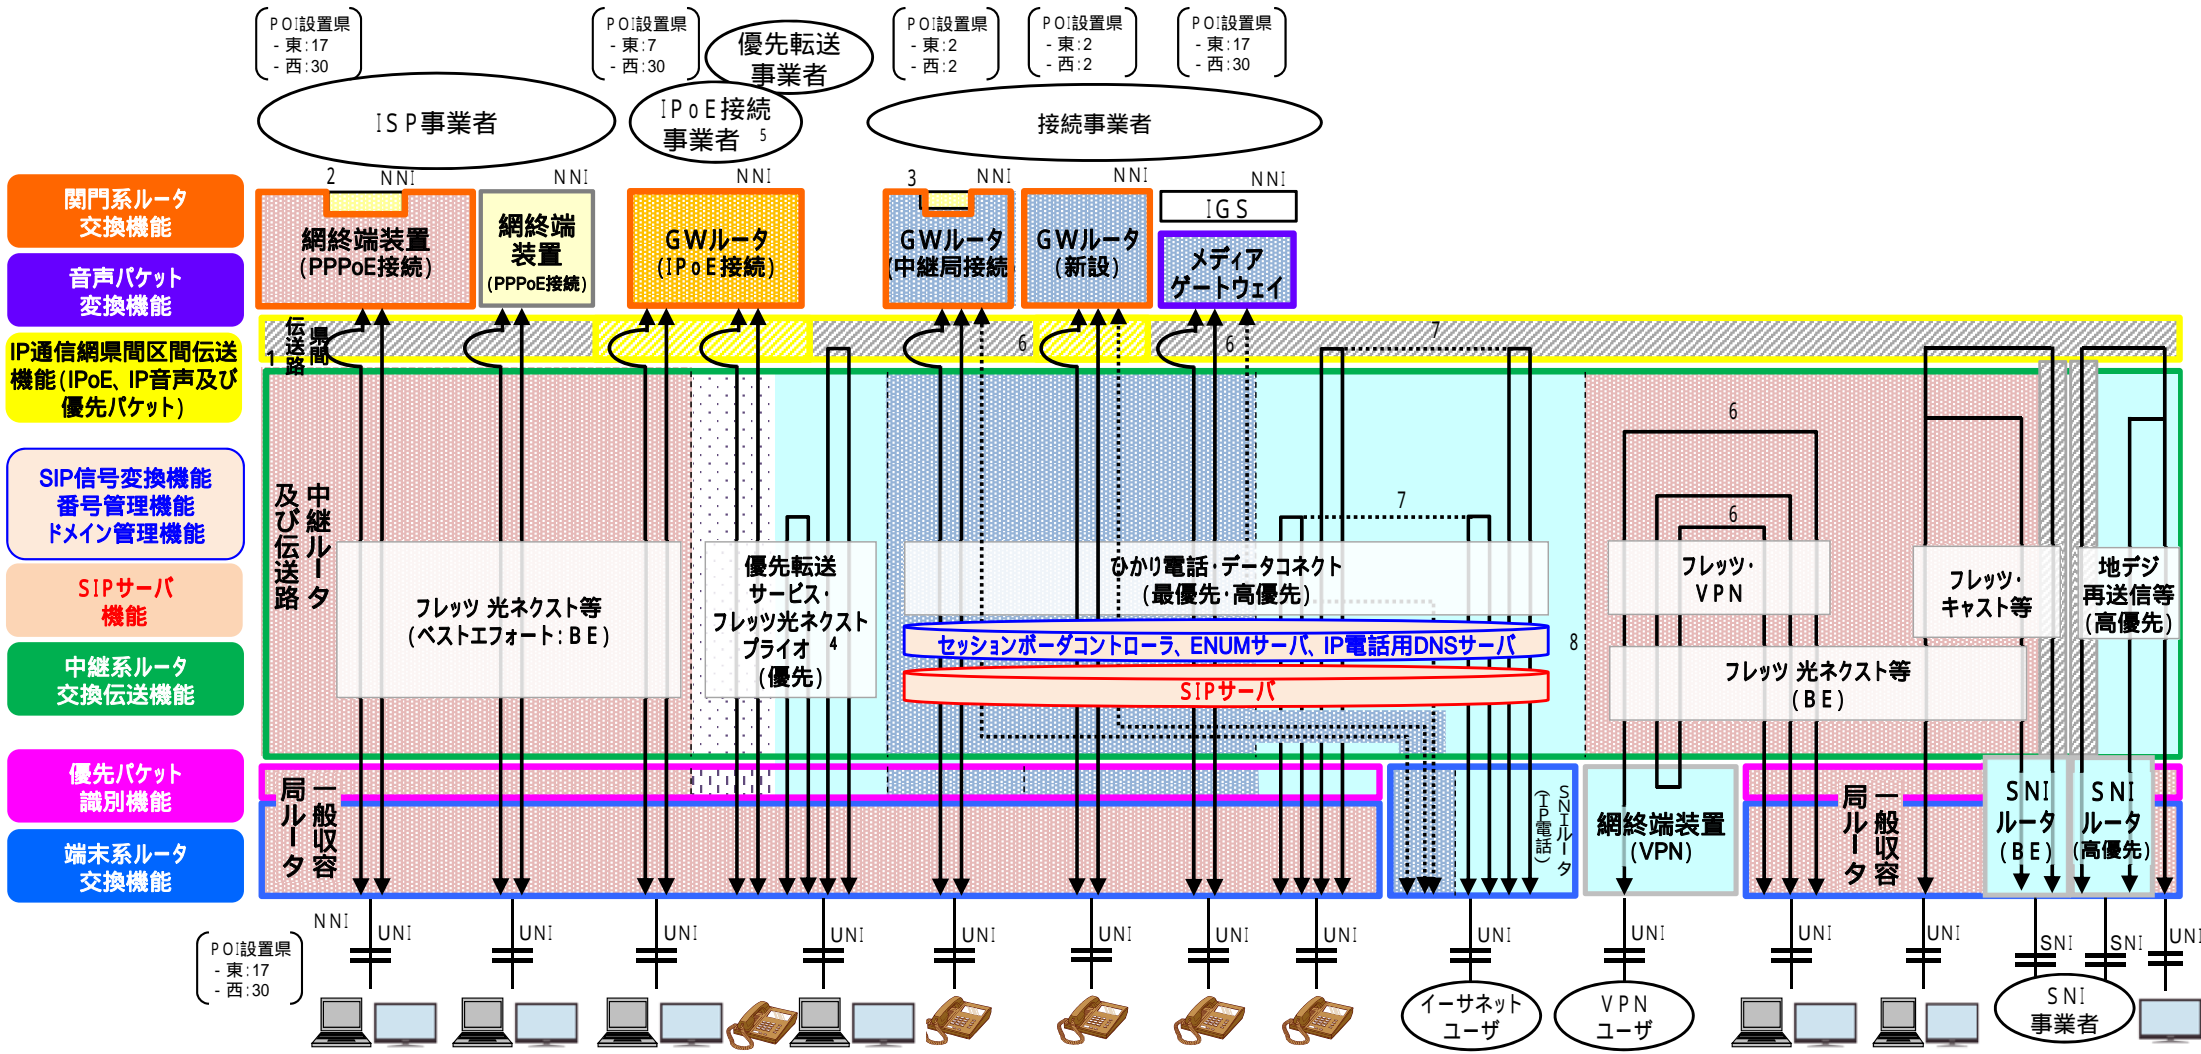 POI設置県
- 東:17
- 西:30
POI設置県
- 東:7
- 西:30
優先転送
事業者
POI設置県
- 東:2
- 西:2
POI設置県
- 東:2
- 西:2
POI設置県
- 東:17
- 西:30
ISP事業者
IPoE接続
事業者 5
接続事業者
2 NNI
NNI
NNI
3 NNI
NNI
NNI
関門系ルータ
交換機能
音声パケット
変換機能
IP通信網県間区間伝送
機能(IPoE、IP音声及び
優先パケット)
SIP信号変換機能
番号管理機能
ドメイン管理機能
SIPサーバ
機能
中継系ルータ
交換伝送機能
優先パケット
識別機能
端末系ルータ
交換機能
網終端装置
(PPPoE接続)
網終端
装置
(PPPoE接続)
GWルータ
(IPoE接続)
GWルータ
(中継局接続)
GWルータ
(新設)
IGS
メディア
ゲートウェイ
県間
伝送路
1
6
6
7
中継ルータ
及び伝送路
6
6
7
フレッツ 光ネクスト等
(ベストエフォート:BE)
優先転送
サービス・
フレッツ光ネクスト
プライオ 4
(優先)
ひかり電話・データコネクト
(最優先・高優先)
セッションボーダコントローラ、ENUMサーバ、IP電話用DNSサーバ
SIPサーバ
8
フレッツ・
VPN
フレッツ・
キャスト等
地デジ
再送信等
(高優先)
フレッツ 光ネクスト等
(BE)
一般収容
局ルータ
SNIルータ
(IP電話)
網終端装置
(VPN)
一般収容
局ルータ
SNI
ルータ
(BE)
SNI
ルータ
(高優先)
NNI
UNI
UNI
UNI
UNI
UNI
UNI
UNI
UNI
UNI
UNI
UNI
UNI
SNI
SNI
UNI
POI設置県
- 東:17
- 西:30
イーサネット
ユーザ
VPN
ユーザ
SNI
事業者